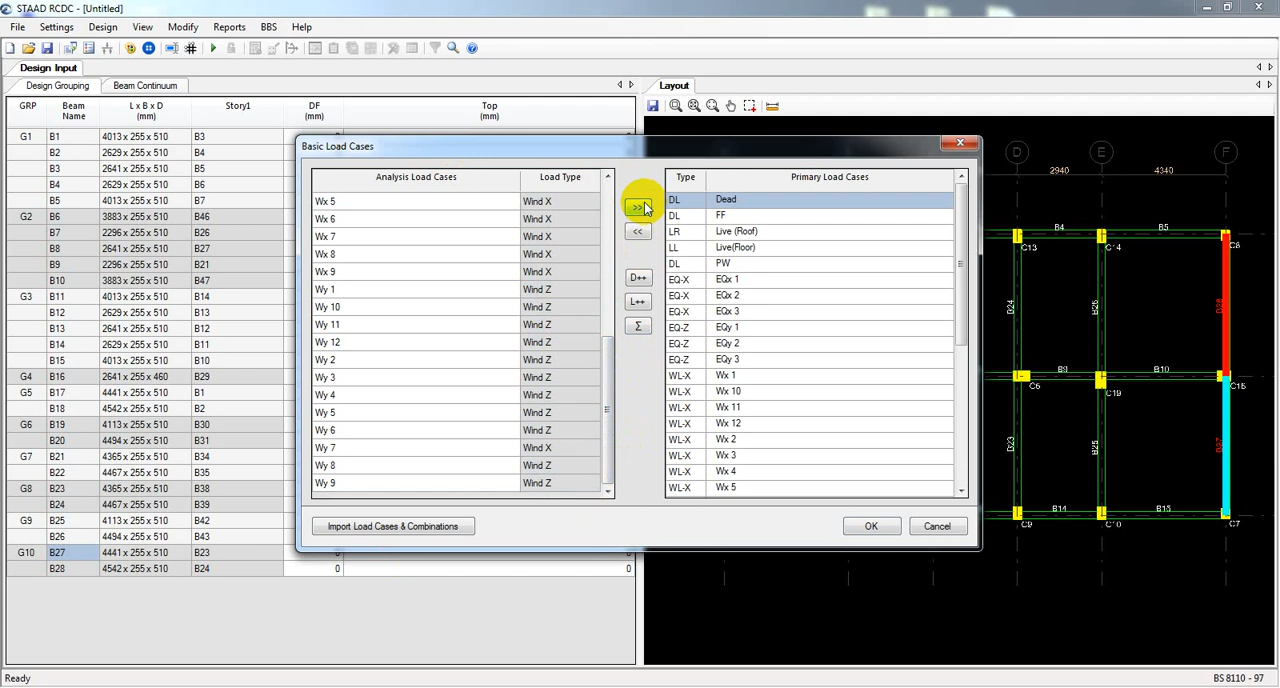 STAAD RCDC - [Untitled]
File Settings Design View Modify Reports BBS Help
Design Input
Design Grouping Beam Continuum
GRP Beam Name L x B x D (mm) Story1 DF (mm) Top (mm)
G1 B1 4013 x 255 x 510 B3 0 0
B2 2629 x 255 x 510 B4
B3 2641 x 255 x 510 B5
B4 2629 x 255 x 510 B6
G2 B6 3883 x 255 x 510 B46
B7 2296 x 255 x 510 B26
B8 2641 x 255 x 510 B27
B9 2296 x 255 x 510 B21
B10 3883 x 255 x 510 B47
G3 B11 4013 x 255 x 510 B14
B12 2629 x 255 x 510 B8
B13 2641 x 255 x 510 B12
B14 2629 x 255 x 510 B11
B15 4013 x 255 x 510 B10
G4 B16 2641 x 255 x 460 B29
G5 B17 4441 x 255 x 510 B1
B18 4542 x 255 x 510 B2
G6 B19 4113 x 255 x 510 B30
B20 4494 x 255 x 510 B31
G7 B21 4365 x 255 x 510 B34
B22 4467 x 255 x 510 B35
G8 B23 4365 x 255 x 510 B38
B24 4467 x 255 x 510 B39
G9 B25 4113 x 255 x 510 B42
B26 4494 x 255 x 510 B43
G10 B27 4441 x 255 x 510 B23
B28 4542 x 255 x 510 B24 0 0
Basic Load Cases
Analysis Load Cases Load Type
Wx 5 Wind X
Wx 6 Wind X
Wx 7 Wind X
Wx 8 Wind X
Wx 9 Wind X
Wy 1 Wind Z
Wy 10 Wind Z
Wy 11 Wind Z
Wy 12 Wind Z
Wy 2 Wind Z
Wy 3 Wind Z
Wy 4 Wind Z
Wy 5 Wind Z
Wy 6 Wind Z
Wy 7 Wind X
Wy 8 Wind Z
Wy 9 Wind Z
>>
<<
D++
L++
Σ
Type Primary Load Cases
DL Dead
DL FF
LR Live (Roof)
LL Live(Floor)
DL PW
EQ-X EQx 1
EQ-X EQx 2
EQ-X EQx 3
EQ-Z EQy 1
EQ-Z EQy 2
EQ-Z EQy 3
WL-X Wx 1
WL-X Wx 10
WL-X Wx 11
WL-X Wx 12
WL-X Wx 2
WL-X Wx 3
WL-X Wx 4
WL-X Wx 5
Import Load Cases & Combinations OK Cancel
Layout
D E F
2940 4340
B4 B5
C13 C14 C8
B24 B26 B28
B9 B10
C6 C19 C16
B23 B25 B27
B14 B15
C9 C10 C7
Ready BS 8110 - 97